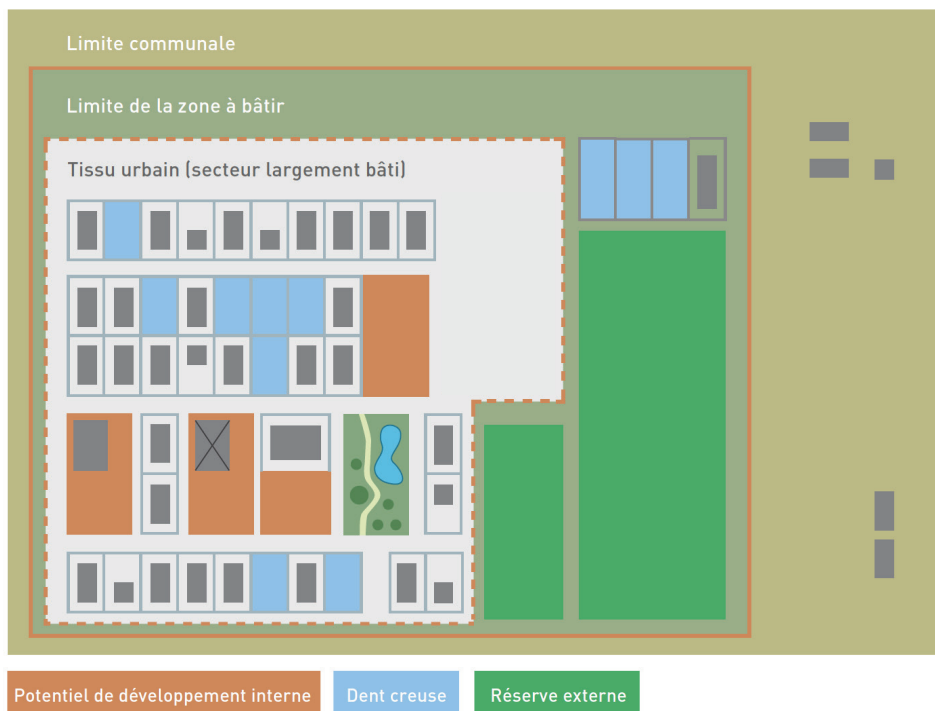 Limite communale
Limite de la zone à bâtir
Tissu urbain (secteur largement bâti)
Potentiel de développement interne
Dent creuse
Réserve externe